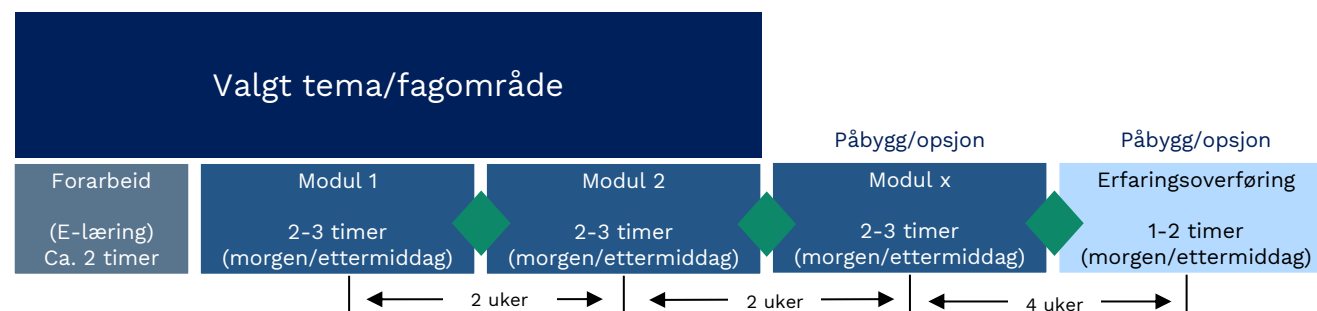 Valgt tema/fagområde
Påbygg/opsjon
Påbygg/opsjon
Forarbeid
(E-læring)
Ca. 2 timer
Modul 1
2-3 timer
(morgen/ettermiddag)
Modul 2
2-3 timer
(morgen/ettermiddag)
Modul x
2-3 timer
(morgen/ettermiddag)
Erfaringsoverføring
1-2 timer
(morgen/ettermiddag)
2 uker
2 uker
4 uker